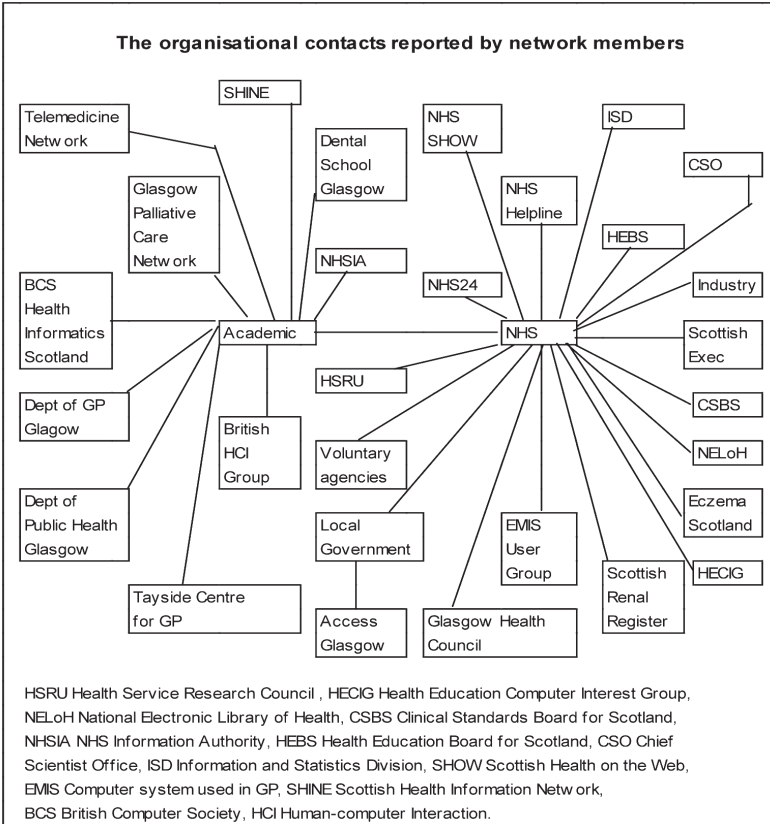 The organisational contacts reported by network members
SHINE
Telemedicine
Network
NHS
SHOW
ISD
Dental
School
Glasgow
CSO
Glasgow
Palliative
Care
Network
NHS
Helpline
HEBS
NHSIA
BCS
Health
Informatics
Scotland
NHS24
Industry
Academic
NHS
Scottish
Exec
HSRU
Dept of GP
Glagow
CSBS
British
HCI
Group
Voluntary
agencies
NELoH
Dept of
Public Health
Glasgow
Local
Government
EMIS
User
Group
Eczema
Scotland
HECIG
Scottish
Renal
Register
Tayside Centre
for GP
Access
Glasgow
Glasgow Health
Council
HSRU Health Service Research Council , HECIG Health Education Computer Interest Group,
NELoH National Electronic Library of Health, CSBS Clinical Standards Board for Scotland,
NHSIA NHS Information Authority, HEBS Health Education Board for Scotland, CSO Chief
Scientist Office, ISD Information and Statistics Division, SHOW Scottish Health on the Web,
EMIS Computer system used in GP, SHINE Scottish Health Information Network,
BCS British Computer Society, HCI Human-computer Interaction.